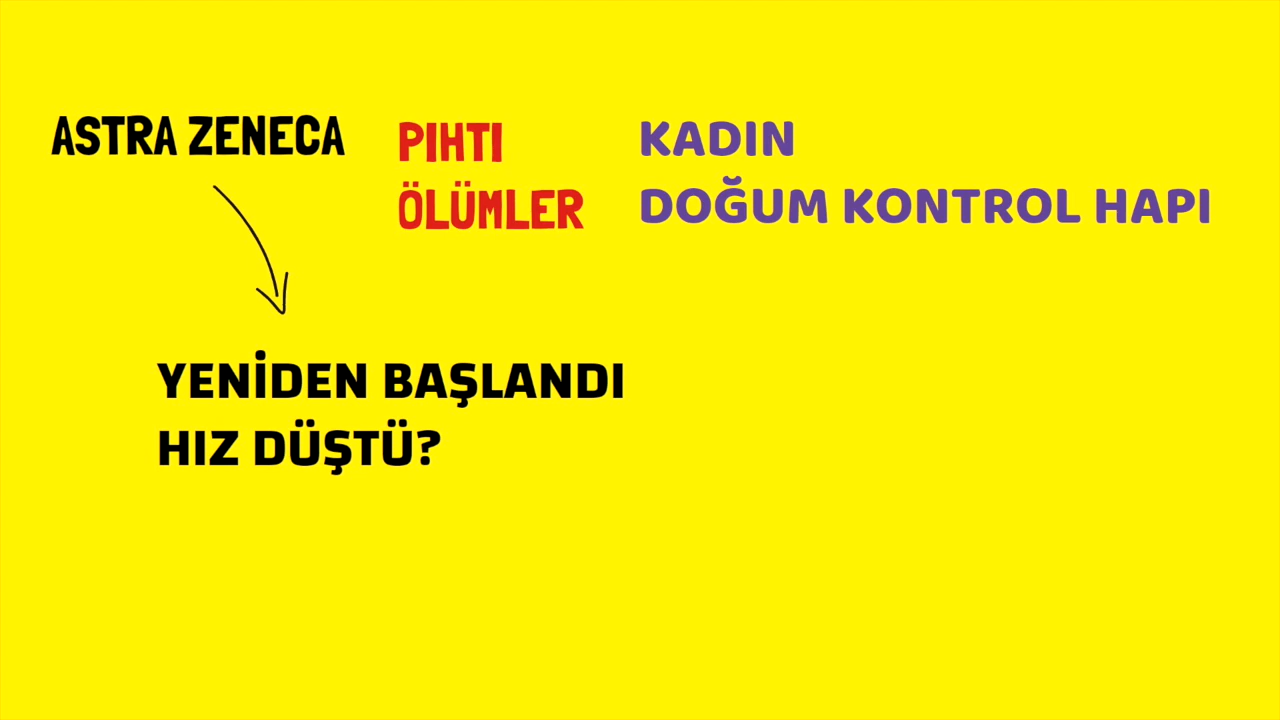 ASTRA ZENECA
PIHTI
ÖLÜMLER
KADIN
DOĞUM KONTROL HAPI
YENİDEN BAŞLANDI
HIZ DÜŞTÜ?